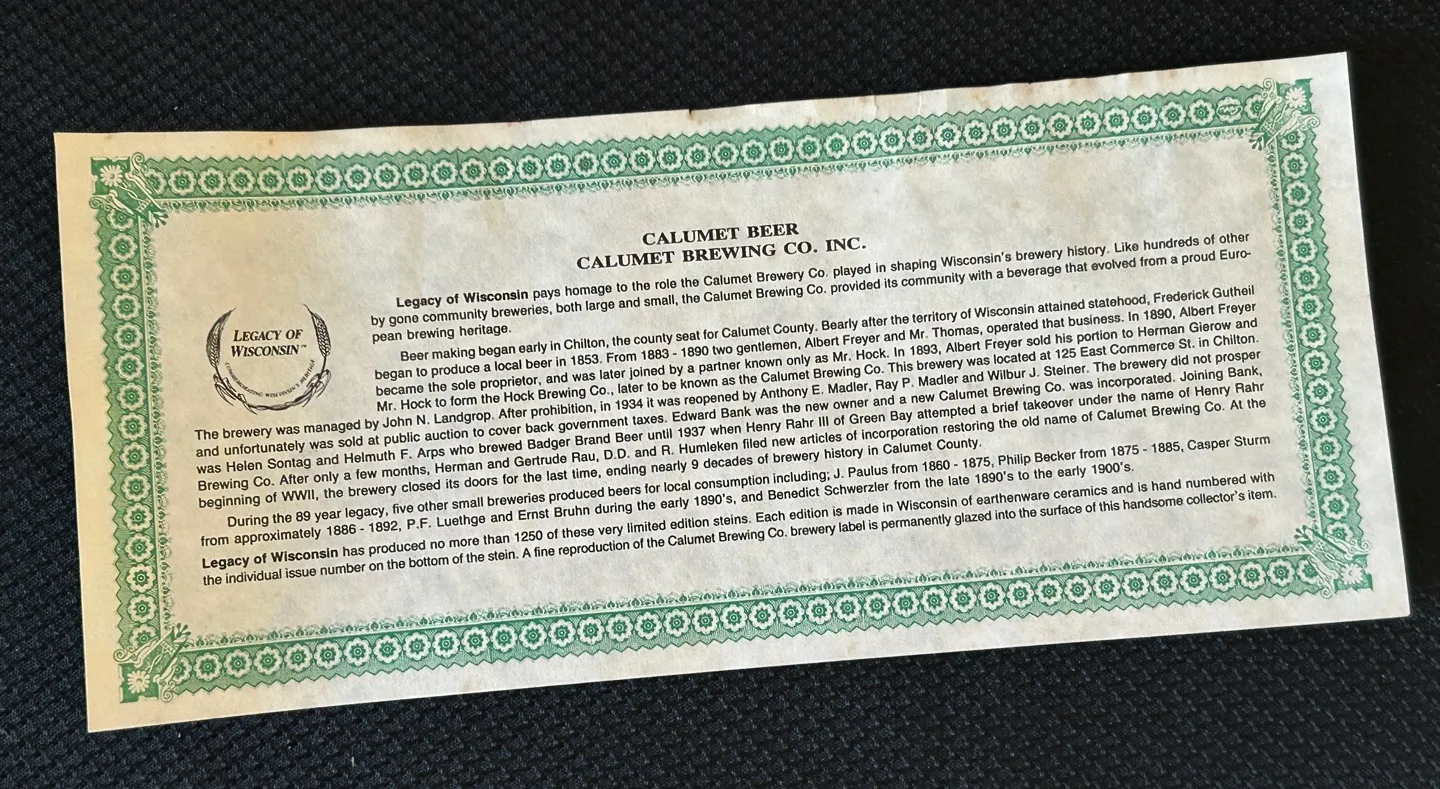 CALUMET BEER
CALUMET BREWING CO. INC.
Legacy of Wisconsin pays homage to the role the Calumet Brewery Co. played in shaping Wisconsin's brewery history. Like hundreds of other
by gone community breweries, both large and small, the Calumet Brewing Co. provided its community with a beverage that evolved from a proud Euro-
pean brewing heritage.
LEGACY OF
WISCONSIN™
COMMEMORATING WISCONSIN'S HERITAGE
Beer making began early in Chilton, the county seat for Calumet County. Bearly after the territory of Wisconsin attained statehood, Frederick Gutheil
began to produce a local beer in 1853. From 1883 - 1890 two gentlemen, Albert Freyer and Mr. Thomas, operated that business. In 1890, Albert Freyer
became the sole proprietor, and was later joined by a partner known only as Mr. Hock. In 1893, Albert Freyer sold his portion to Herman Gierow and
Mr. Hock to form the Hock Brewing Co., later to be known as the Calumet Brewing Co. This brewery was located at 125 East Commerce St. in Chilton.
The brewery was managed by John N. Landgrop. After prohibition, in 1934 it was reopened by Anthony E. Madler, Ray P. Madler and Wilbur J. Steiner. The brewery did not prosper
and unfortunately was sold at public auction to cover back government taxes. Edward Bank was the new owner and a new Calumet Brewing Co. was incorporated. Joining Bank,
was Helen Sontag and Helmuth F. Arps who brewed Badger Brand Beer until 1937 when Henry Rahr III of Green Bay attempted a brief takeover under the name of Henry Rahr
Brewing Co. After only a few months, Herman and Gertrude Rau, D.D. and R. Humleken filed new articles of incorporation restoring the old name of Calumet Brewing Co. At the
beginning of WWII, the brewery closed its doors for the last time, ending nearly 9 decades of brewery history in Calumet County.
During the 89 year legacy, five other small breweries produced beers for local consumption including; J. Paulus from 1860 - 1875, Philip Becker from 1875 - 1885, Casper Sturm
from approximately 1886 - 1892, P.F. Luethge and Ernst Bruhn during the early 1890's, and Benedict Schwerzler from the late 1890's to the early 1900's.
Legacy of Wisconsin has produced no more than 1250 of these very limited edition steins. Each edition is made in Wisconsin of earthenware ceramics and is hand numbered with
the individual issue number on the bottom of the stein. A fine reproduction of the Calumet Brewing Co. brewery label is permanently glazed into the surface of this handsome collector's item.